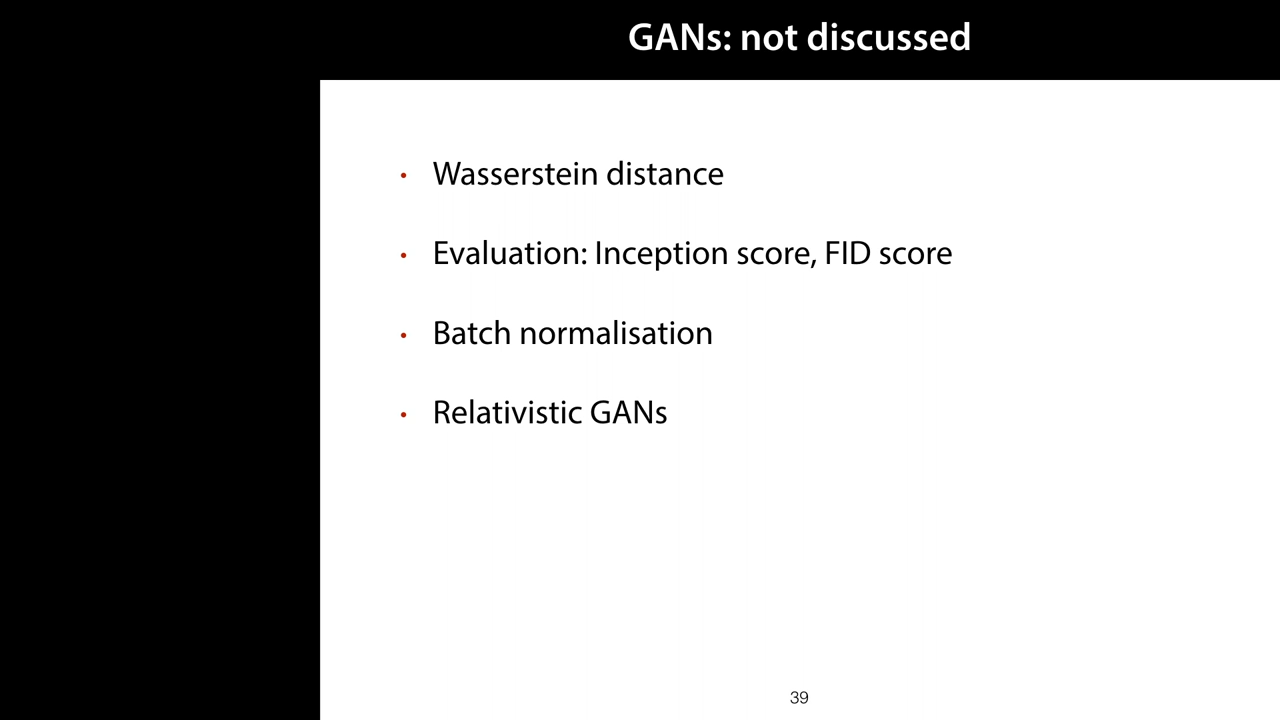 GANs: not discussed
• Wasserstein distance
• Evaluation: Inception score, FID score
• Batch normalisation
• Relativistic GANs
39